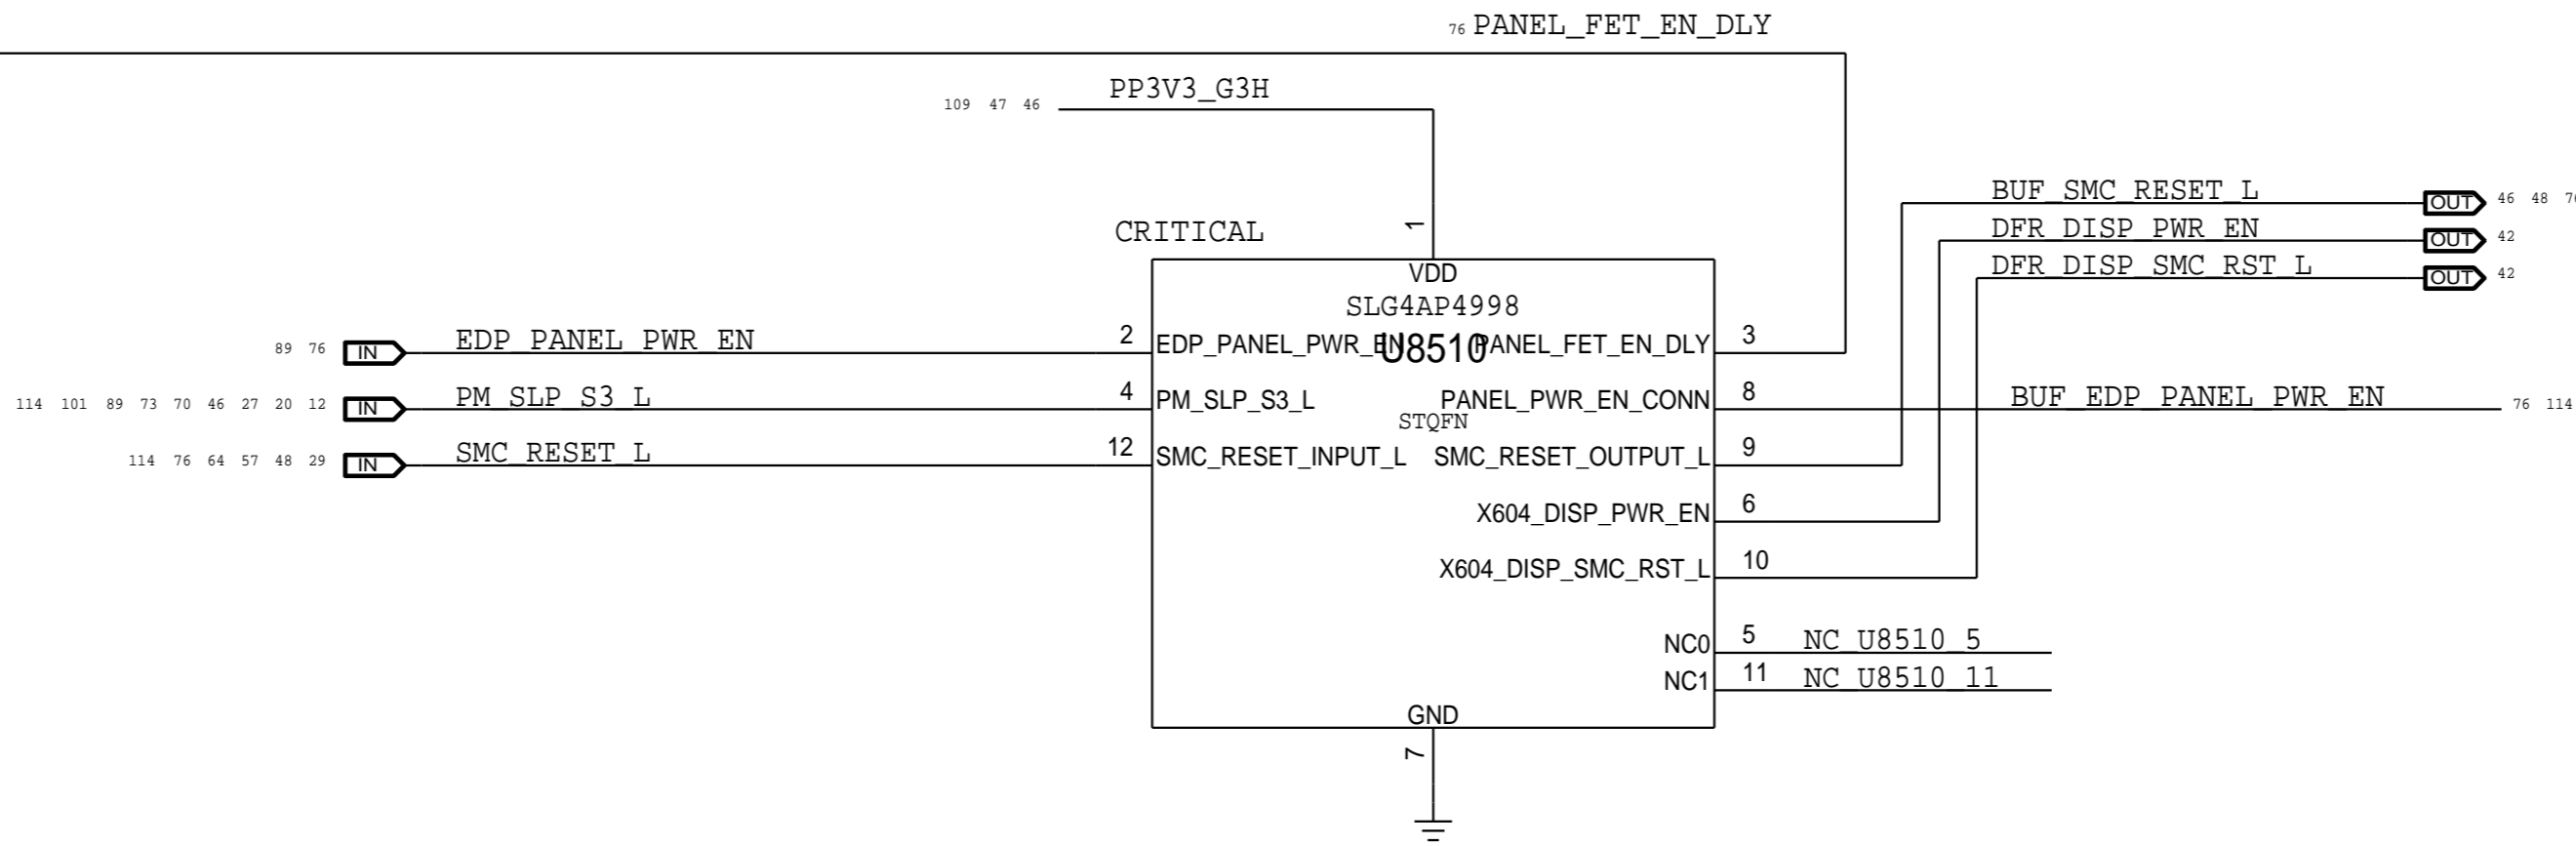 76 PANEL_FET_EN_DLY
109 47 46 PP3V3_G3H
BUF_SMC_RESET_L OUT 46 48
DFR_DISP_PWR_EN OUT 42
DFR_DISP_SMC_RST_L OUT 42
CRITICAL
1
VDD
SLG4AP4998
U8510
STQFN
89 76 IN EDP_PANEL_PWR_EN 2 EDP_PANEL_PWR_EN
PANEL_FET_EN_DLY 3
114 101 89 73 70 46 27 20 12 IN PM_SLP_S3_L 4 PM_SLP_S3_L
PANEL_PWR_EN_CONN 8 BUF_EDP_PANEL_PWR_EN 76 114
114 76 64 57 48 29 IN SMC_RESET_L 12 SMC_RESET_INPUT_L
SMC_RESET_OUTPUT_L 9
X604_DISP_PWR_EN 6
X604_DISP_SMC_RST_L 10
NC0 5 NC_U8510_5
NC1 11 NC_U8510_11
GND
7